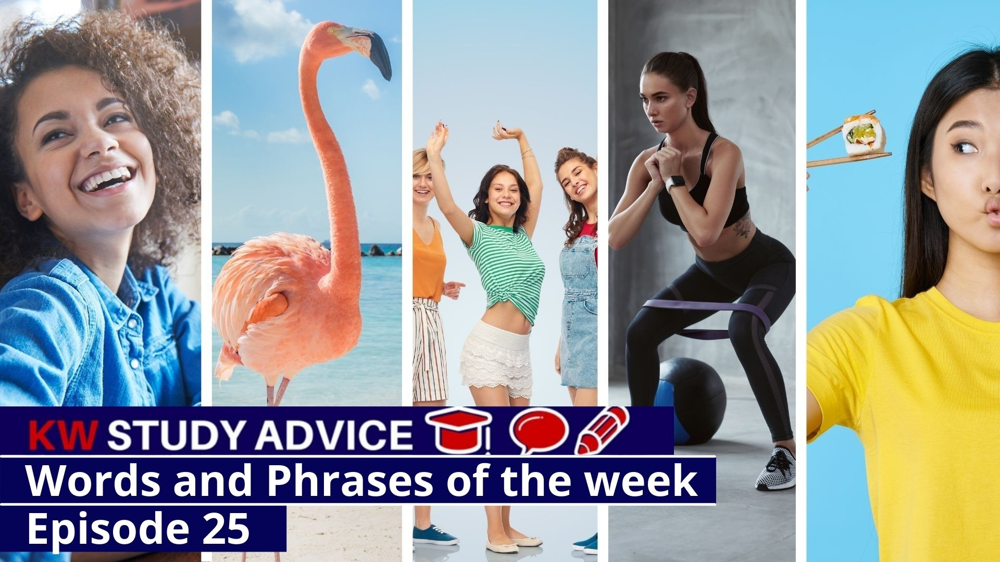 KW STUDY ADVICE
Words and Phrases of the week
Episode 25